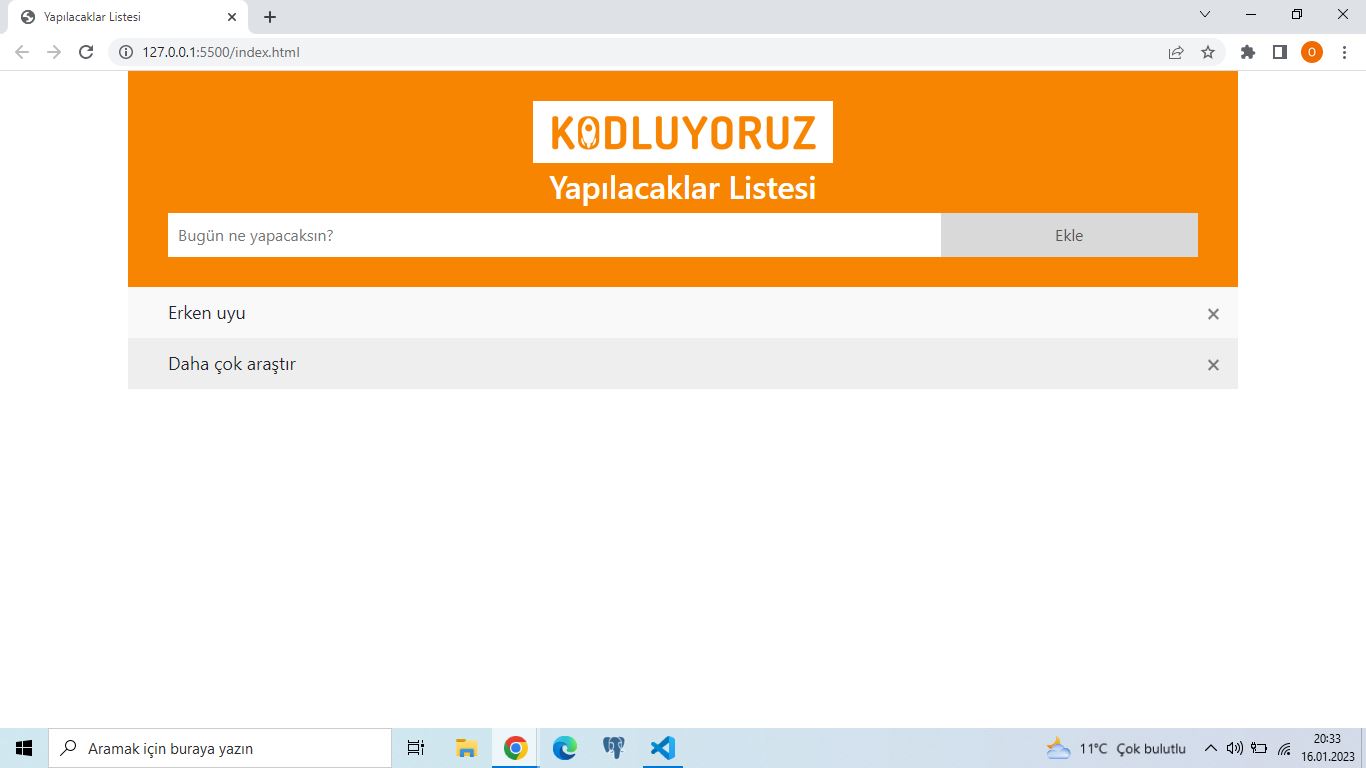 Yapılacaklar Listesi
127.0.0.1:5500/index.html
O
KODLUYORUZ
Yapılacaklar Listesi
Bugün ne yapacaksın?
Ekle
Erken uyu
Daha çok araştır
Aramak için buraya yazın
11°C Çok bulutlu
20:33
16.01.2023